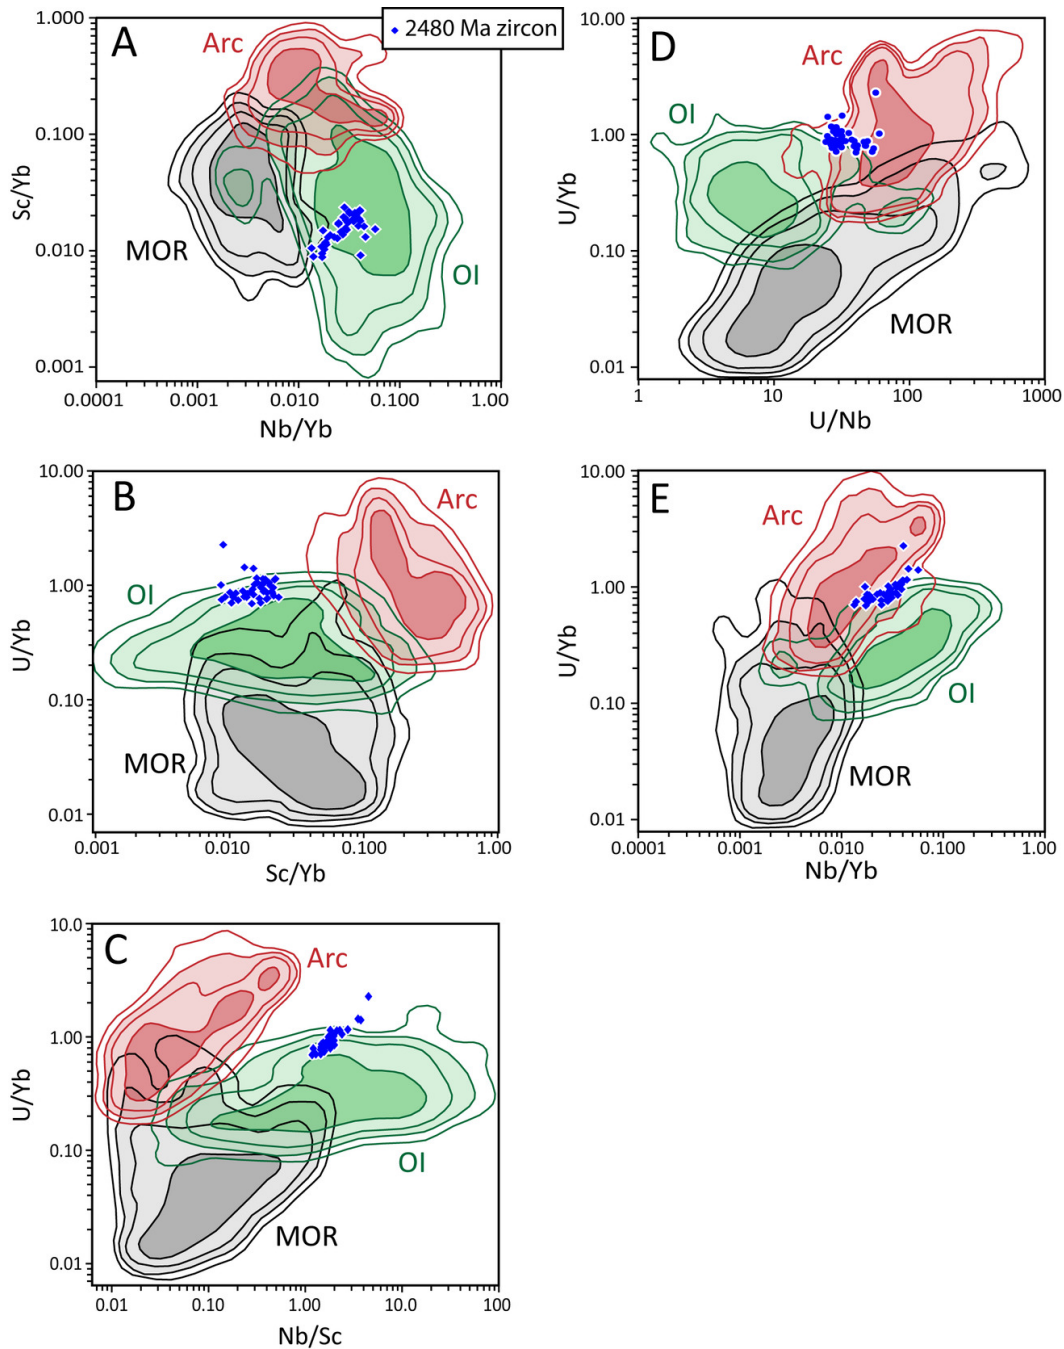 A
Arc
2480 Ma zircon
1.000
0.100
0.010
0.001
Sc/Yb
MOR
OI
0.0001
0.001
0.010
0.100
1.00
Nb/Yb
D
Arc
OI
MOR
10.00
1.00
0.10
0.01
U/Yb
1
10
100
1000
U/Nb
B
Arc
OI
MOR
10.00
1.00
0.10
0.01
U/Yb
0.001
0.010
0.100
1.00
Sc/Yb
E
Arc
OI
MOR
10.00
1.00
0.10
0.01
U/Yb
0.0001
0.001
0.010
0.100
1.00
Nb/Yb
C
Arc
OI
MOR
10.0
1.00
0.10
0.01
U/Yb
0.01
0.10
1.00
10.0
100
Nb/Sc